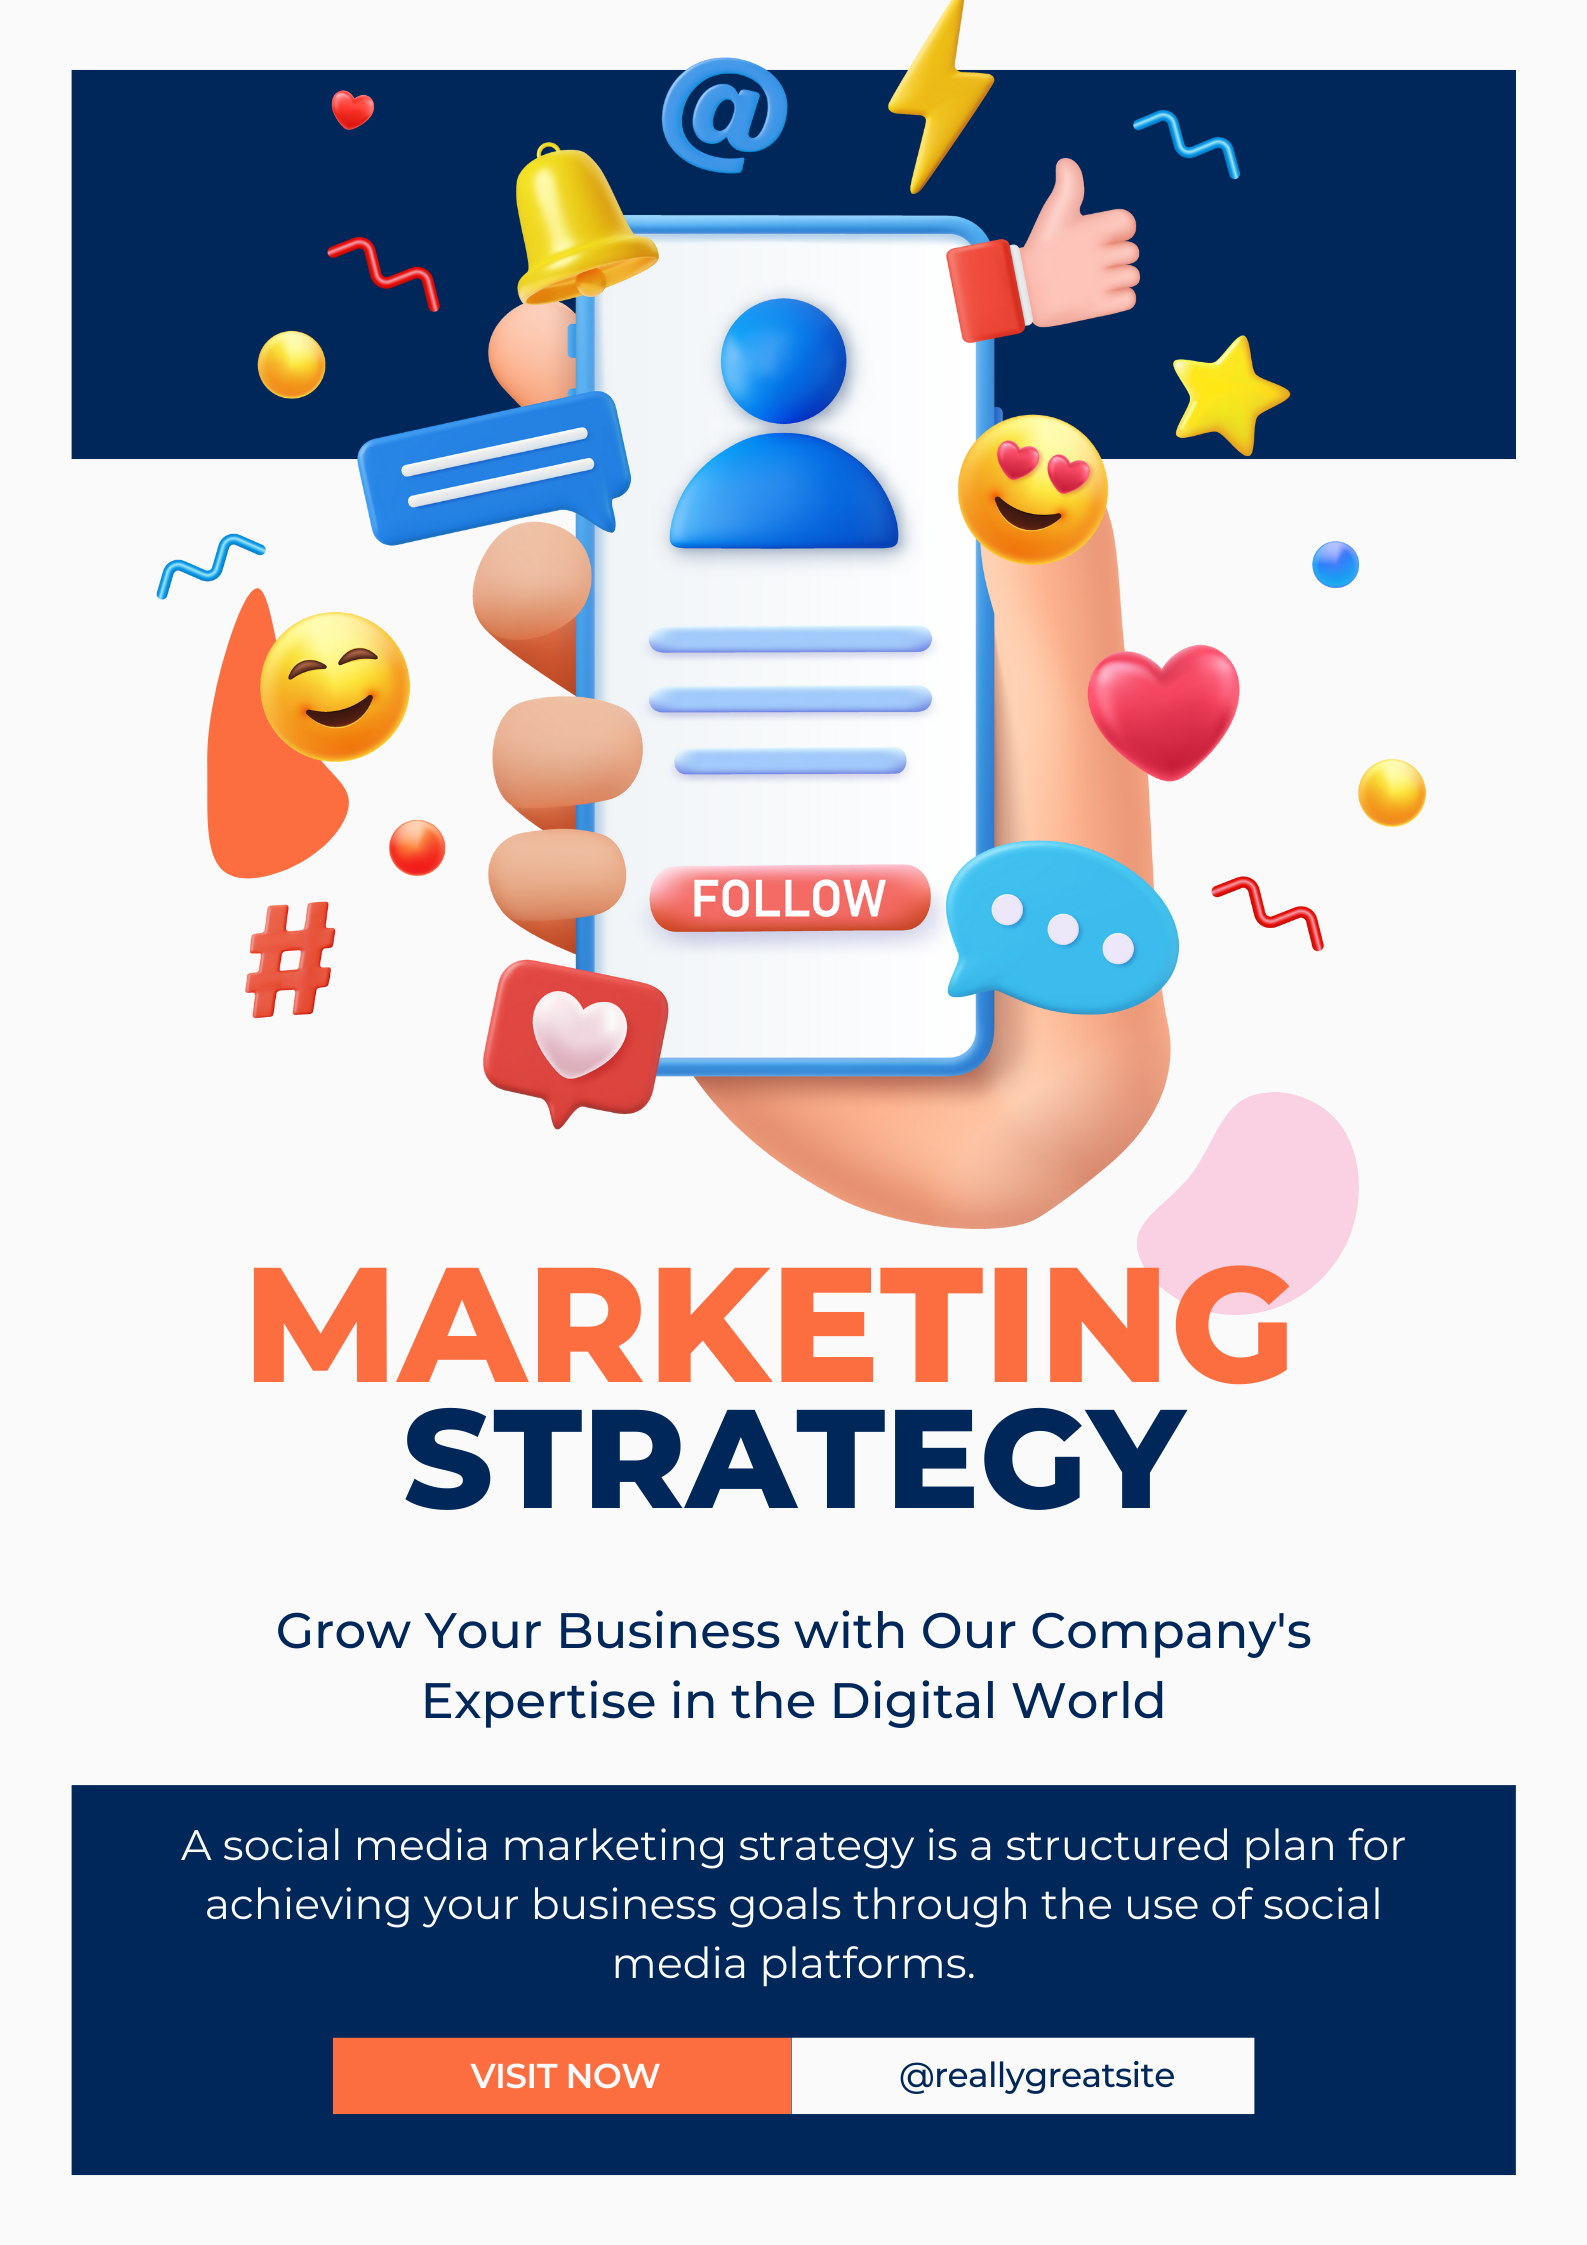 @
FOLLOW
#
MARKETING
STRATEGY
Grow Your Business with Our Company's
Expertise in the Digital World
A social media marketing strategy is a structured plan for
achieving your business goals through the use of social
media platforms.
VISIT NOW
@reallygreatsite